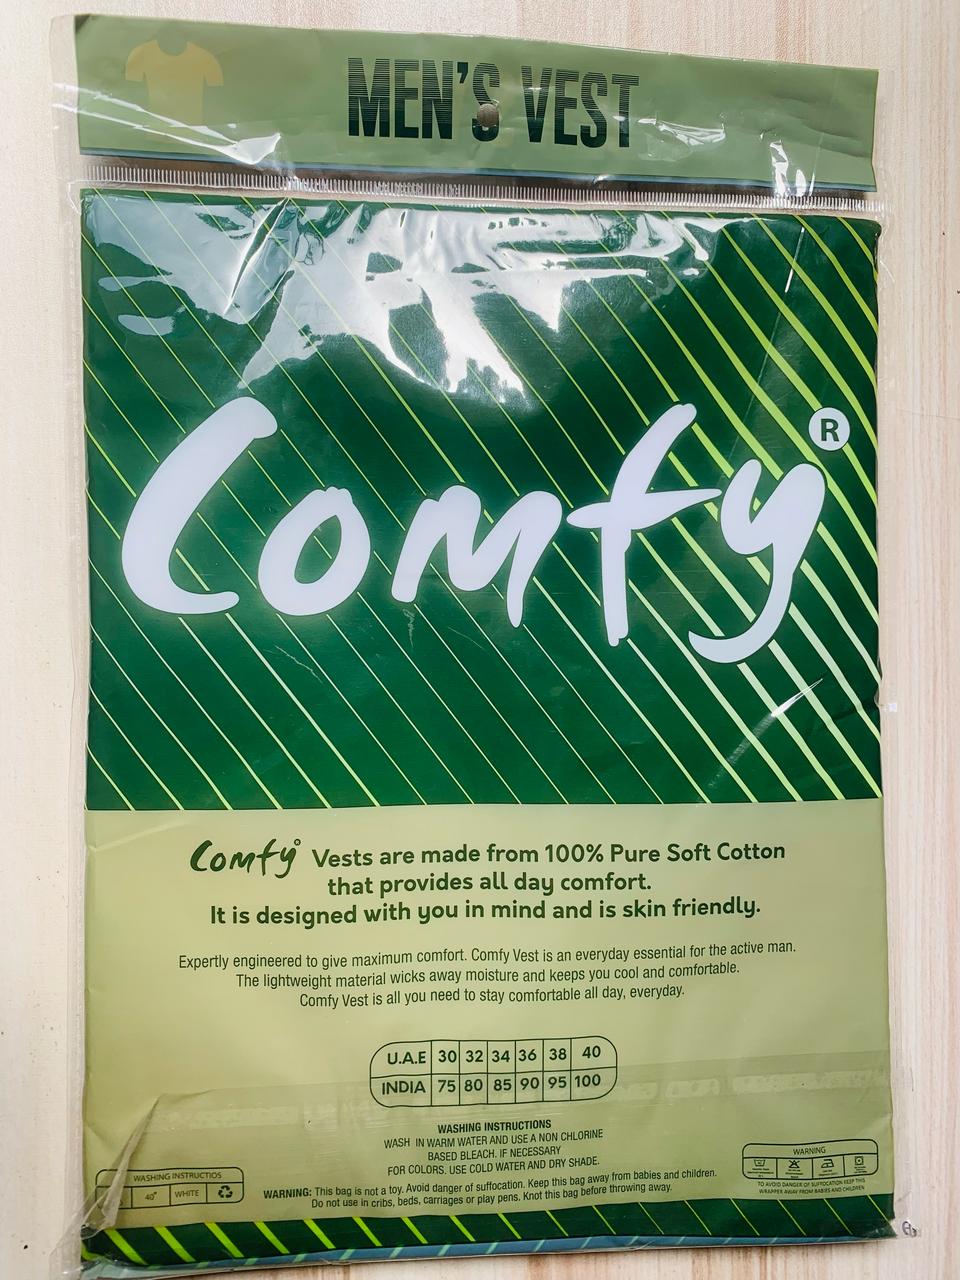 MEN'S VEST
Comfy
R
Comfy Vests are made from 100% Pure Soft Cotton
that provides all day comfort.
It is designed with you in mind and is skin friendly.
Expertly engineered to give maximum comfort. Comfy Vest is an everyday essential for the active man.
The lightweight material wicks away moisture and keeps you cool and comfortable.
Comfy Vest is all you need to stay comfortable all day, everyday.
U.A.E 30 32 34 36 38 40
INDIA 75 80 85 90 95 100
WASHING INSTRUCTIONS
WASH IN WARM WATER AND USE A NON CHLORINE
BASED BLEACH. IF NECESSARY
FOR COLORS. USE COLD WATER AND DRY SHADE.
WARNING: This bag is not a toy. Avoid danger of suffocation. Keep this bag away from babies and children.
Do not use in cribs, beds, carriages or play pens. Knot this bag before throwing away.
WASHING INSTRUCTIOS
40° WHITE
WARNING
TO AVOID DANGER OF SUFFOCATION KEEP THIS
WRAPPER AWAY FROM BABIES AND CHILDREN